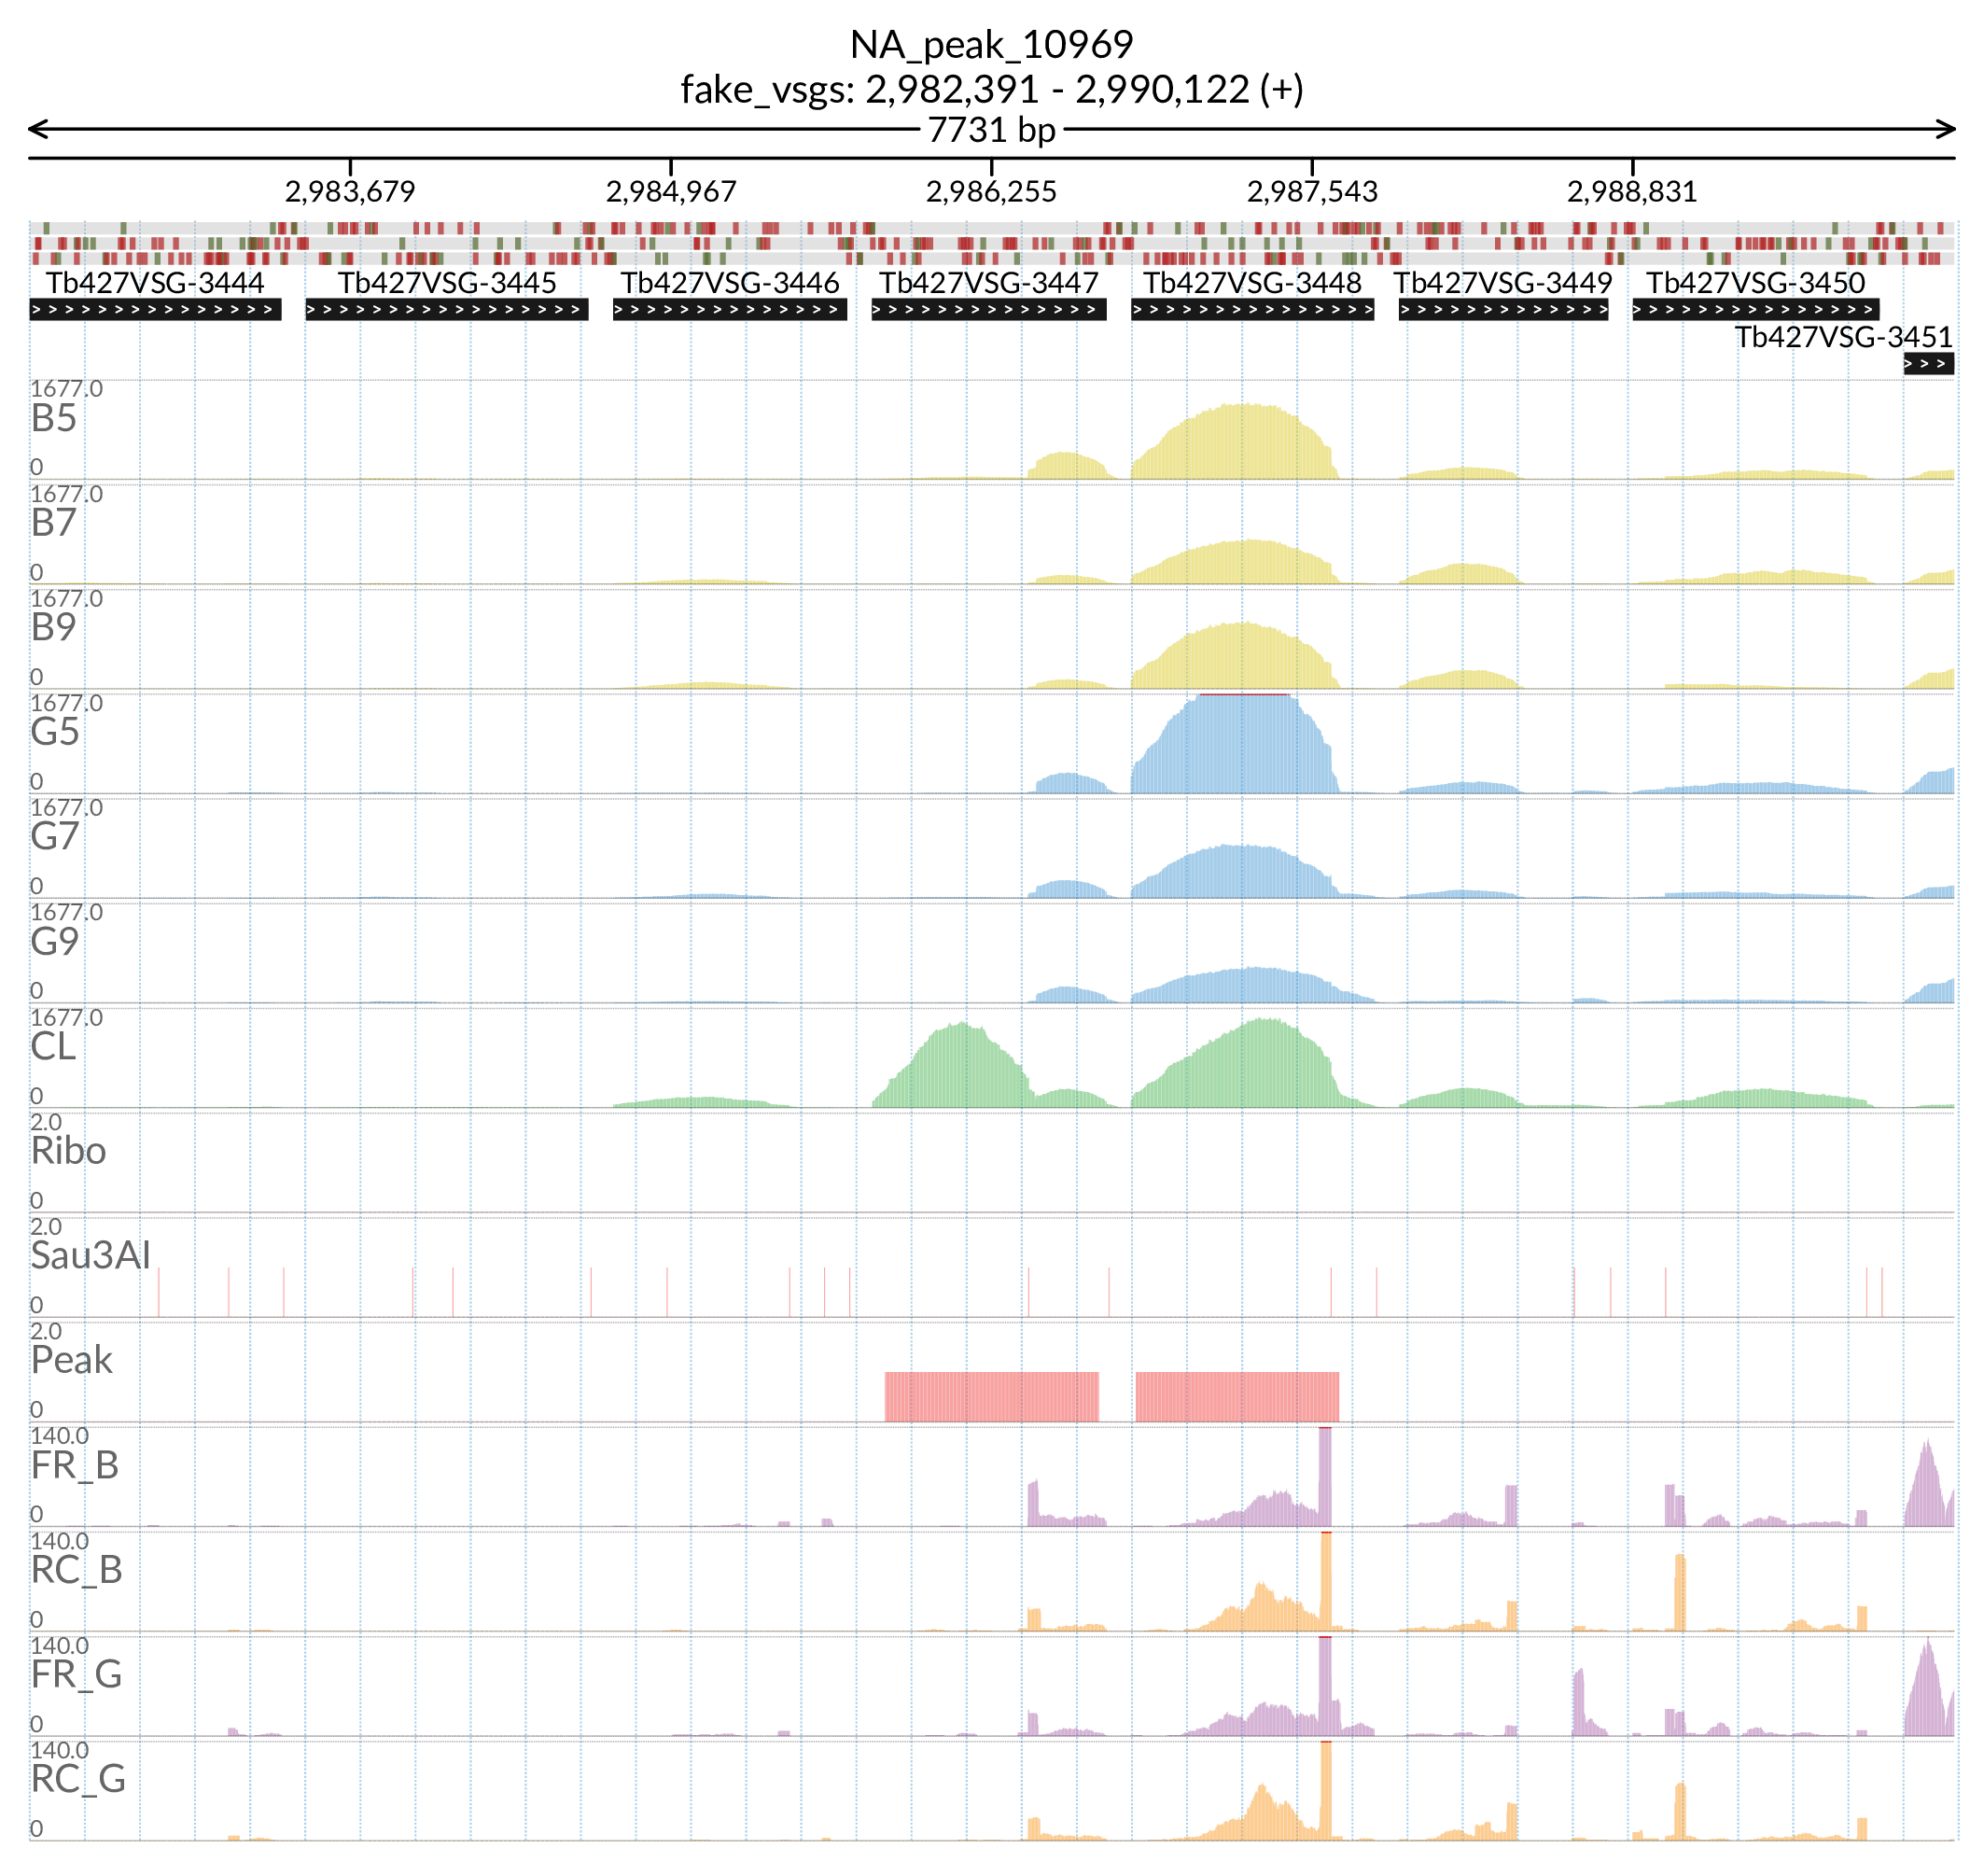 NA_peak_10969
fake_vsgs: 2,982,391 - 2,990,122 (+)
7731 bp
2,983,679 2,984,967 2,986,255 2,987,543 2,988,831
Tb427VSG-3444 Tb427VSG-3445 Tb427VSG-3446 Tb427VSG-3447 Tb427VSG-3448 Tb427VSG-3449 Tb427VSG-3450
Tb427VSG-3451
1677.0
B5
0
1677.0
B7
0
1677.0
B9
0
1677.0
G5
0
1677.0
G7
0
1677.0
G9
0
1677.0
CL
0
2.0
Ribo
0
2.0
Sau3AI
0
2.0
Peak
0
140.0
FR_B
0
140.0
RC_B
0
140.0
FR_G
0
140.0
RC_G
0